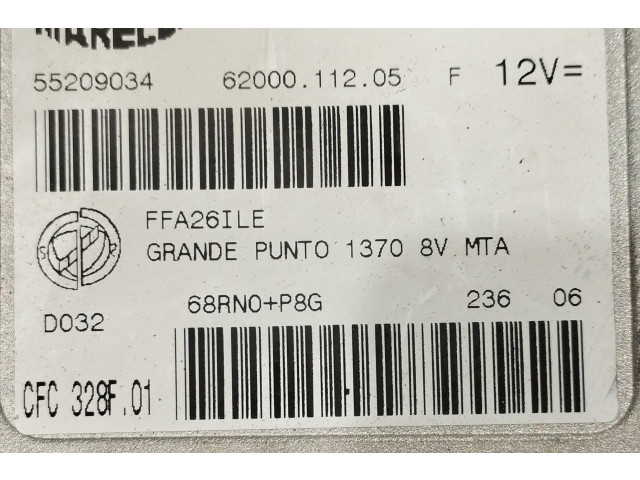 55209034 62000.112.05 F 12V=
FFA26ILE
GRANDE PUNTO 1370 8V MTA
68RN0+P8G 236 06
D032
CFC 328F.01